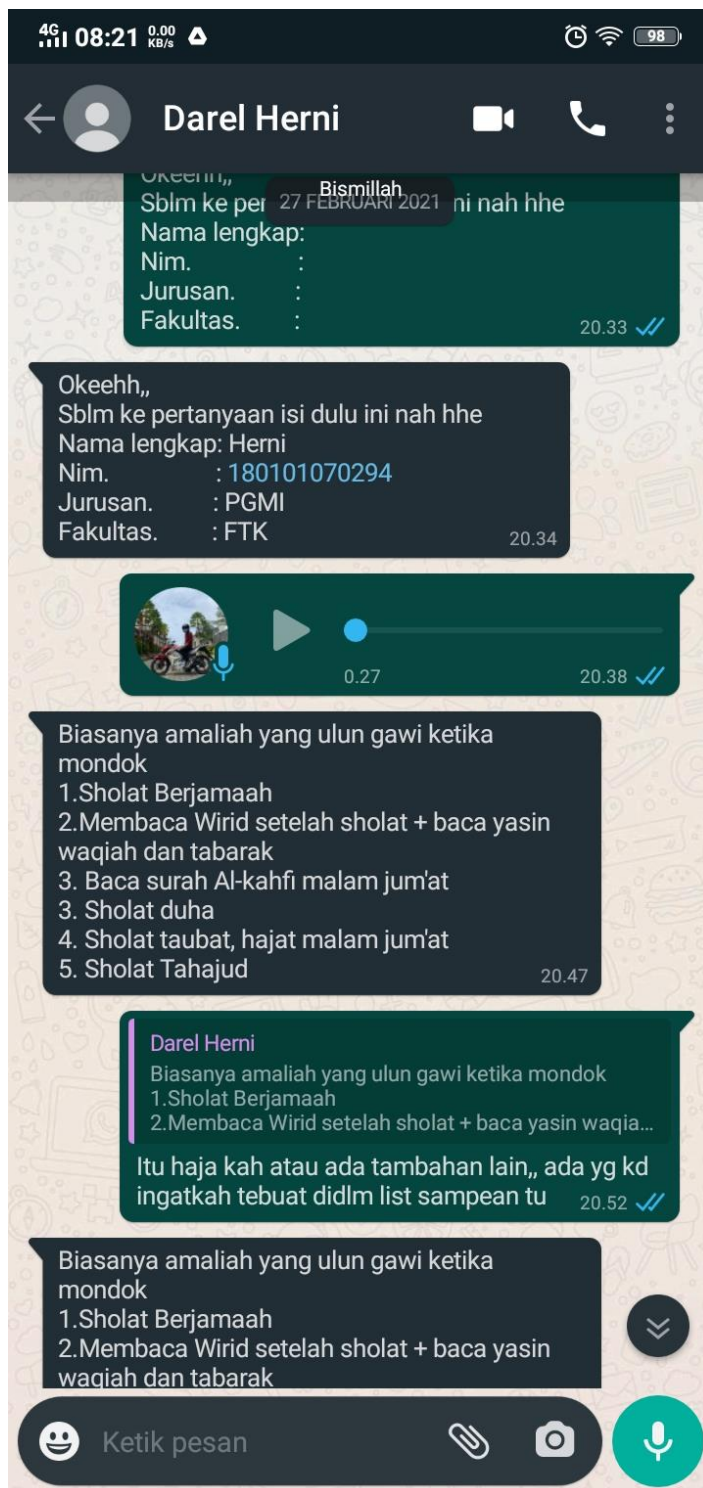 4G 08:21 0.00 KB/s 98
Darel Herni
Okeehh,,
Bismillah
Sblm ke per 27 FEBRUARI 2021 ni nah hhe
Nama lengkap:
Nim. :
Jurusan. :
Fakultas. :
20.33
Okeehh,,
Sblm ke pertanyaan isi dulu ini nah hhe
Nama lengkap: Herni
Nim. : 180101070294
Jurusan. : PGMI
Fakultas. : FTK
20.34
0.27 20.38
Biasanya amaliah yang ulun gawi ketika
mondok
1.Sholat Berjamaah
2.Membaca Wirid setelah sholat + baca yasin
waqiah dan tabarak
3. Baca surah Al-kahfi malam jum'at
3. Sholat duha
4. Sholat taubat, hajat malam jum'at
5. Sholat Tahajud
20.47
Darel Herni
Biasanya amaliah yang ulun gawi ketika mondok
1.Sholat Berjamaah
2.Membaca Wirid setelah sholat + baca yasin waqia...
Itu haja kah atau ada tambahan lain,, ada yg kd
ingatkah tebuat didlm list sampean tu 20.52
Biasanya amaliah yang ulun gawi ketika
mondok
1.Sholat Berjamaah
2.Membaca Wirid setelah sholat + baca yasin
waqiah dan tabarak
Ketik pesan